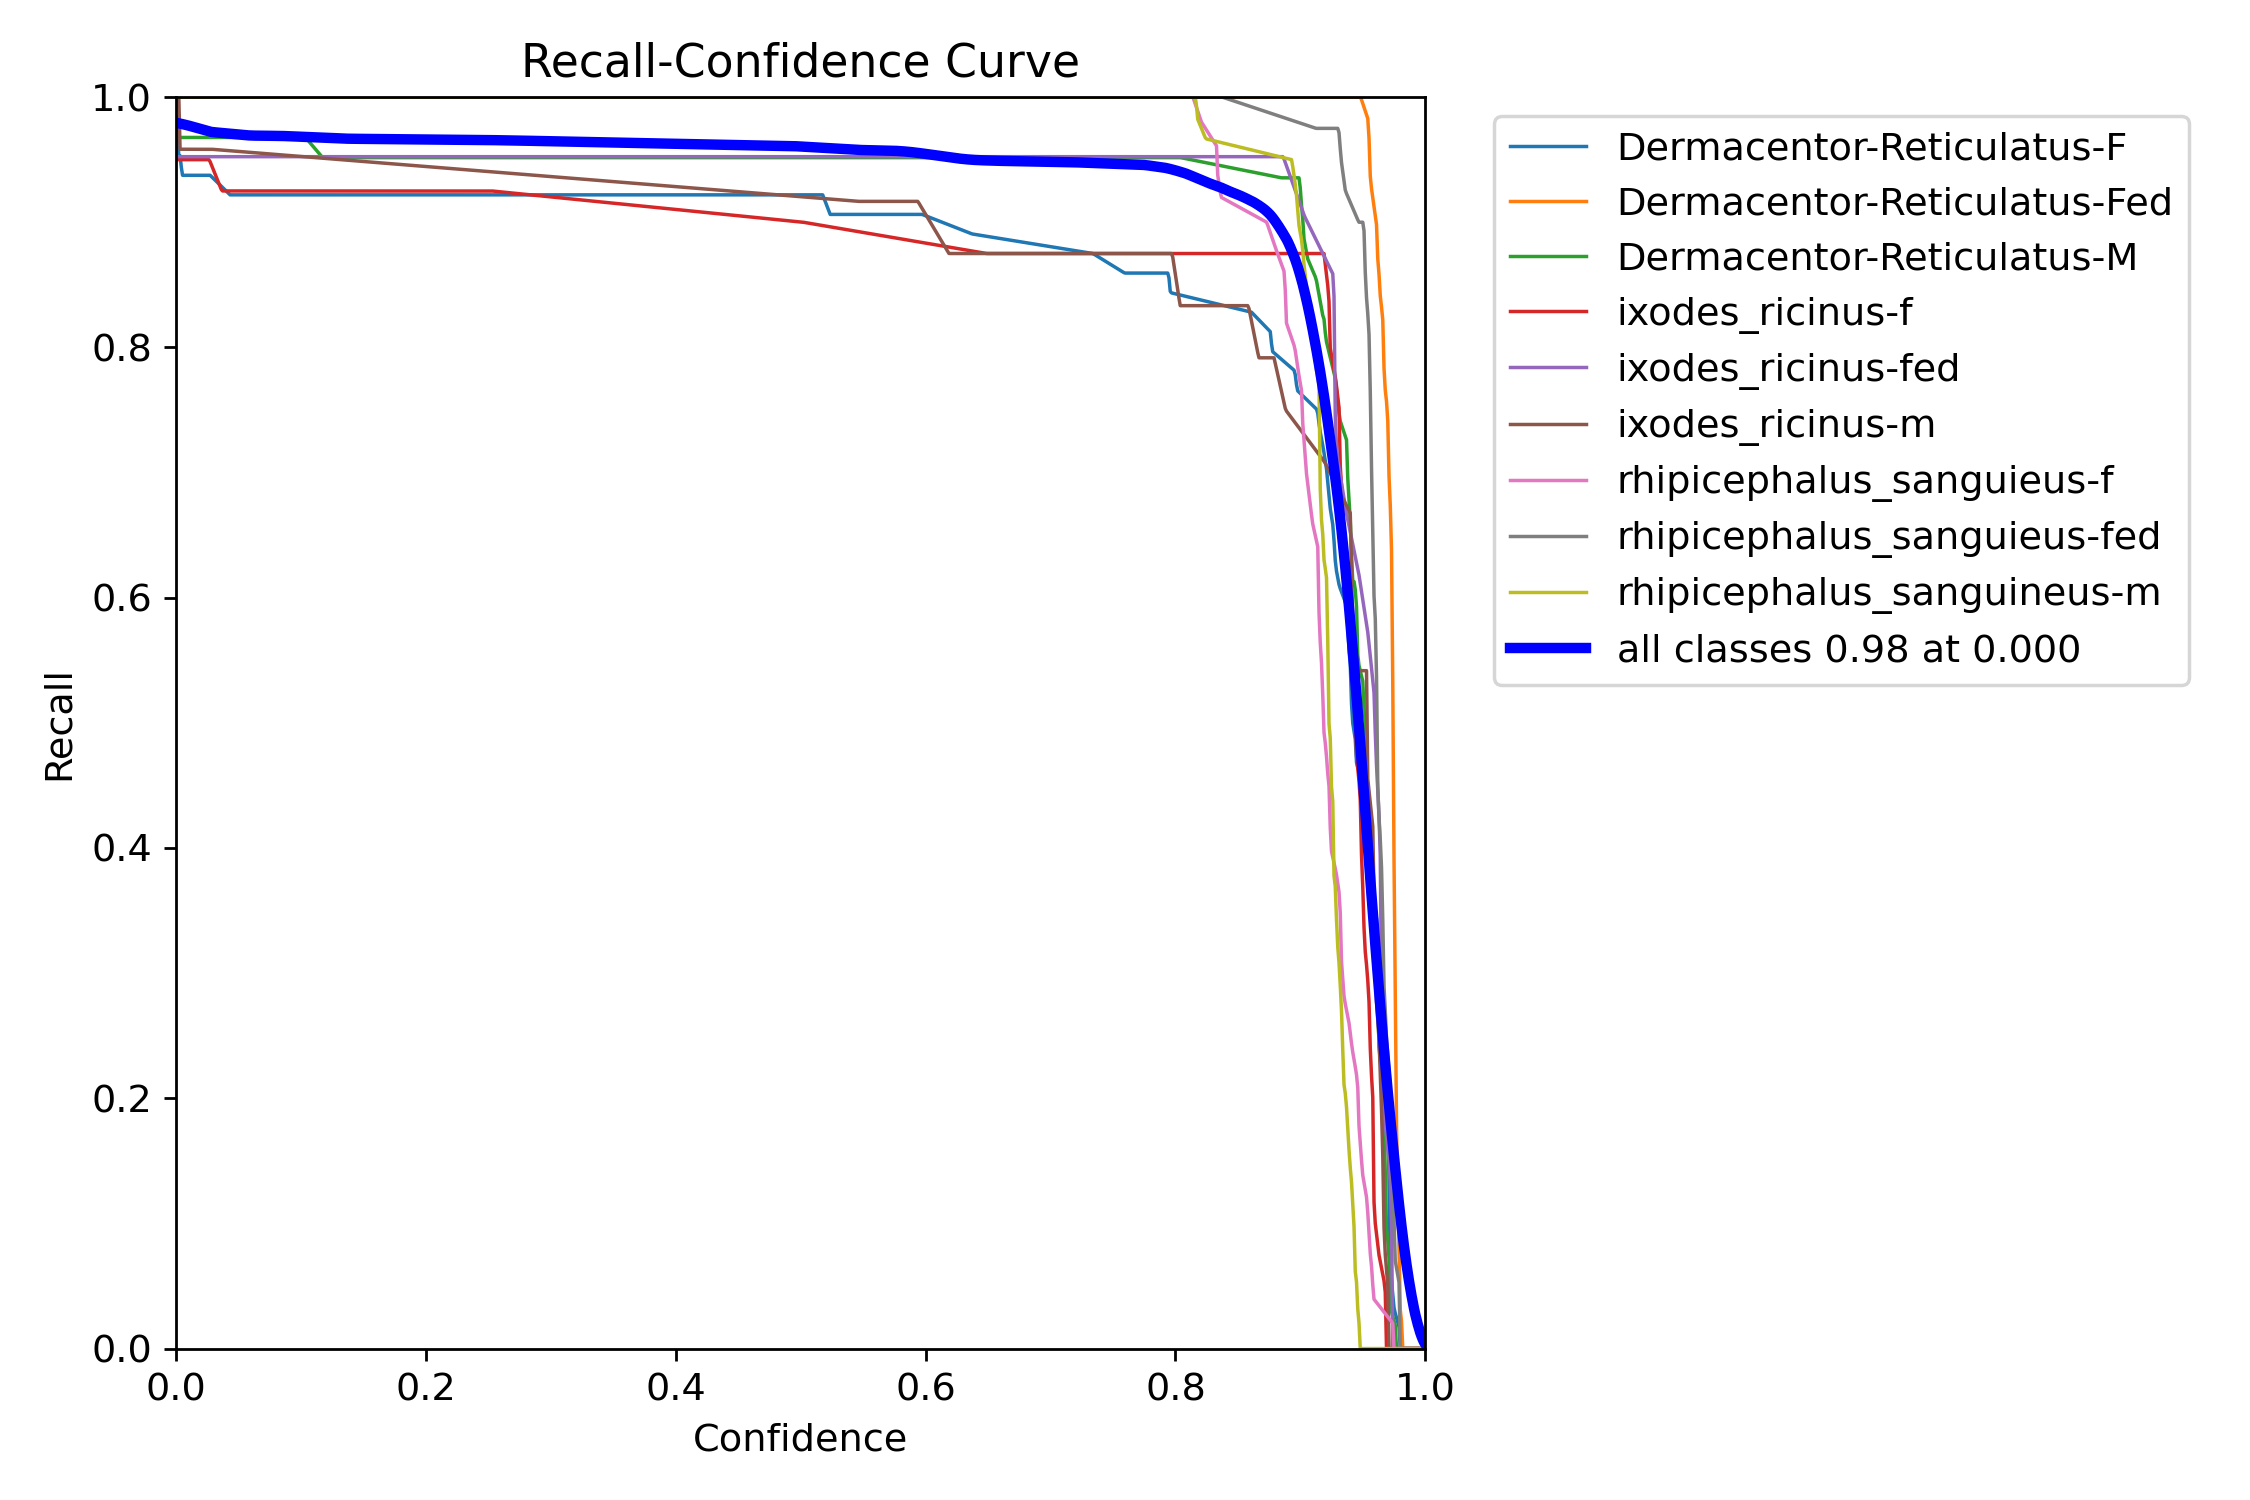 Recall-Confidence Curve
1.0
0.8
0.6
0.4
0.2
0.0
Recall
0.0 0.2 0.4 0.6 0.8 1.0
Confidence
Dermacentor-Reticulatus-F
Dermacentor-Reticulatus-Fed
Dermacentor-Reticulatus-M
ixodes_ricinus-f
ixodes_ricinus-fed
ixodes_ricinus-m
rhipicephalus_sanguieus-f
rhipicephalus_sanguieus-fed
rhipicephalus_sanguineus-m
all classes 0.98 at 0.000